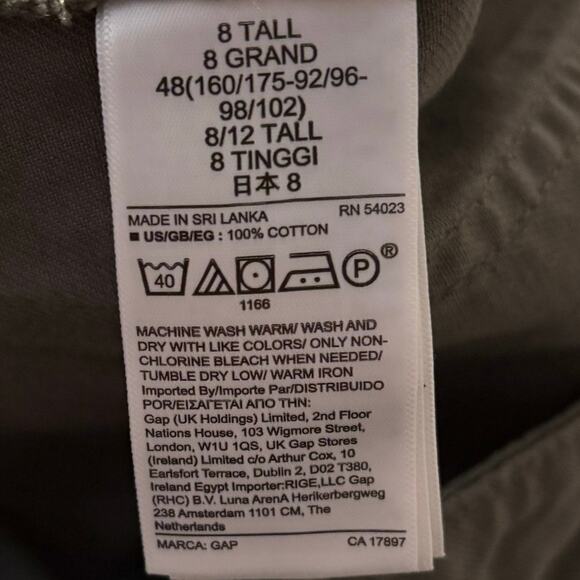 8 TALL
8 GRAND
48(160/175-92/96-
98/102)
8/12 TALL
8 TINGGI
日本 8
MADE IN SRI LANKA RN 54023
■ US/GB/EG : 100% COTTON
40 P®
1166
MACHINE WASH WARM/ WASH AND
DRY WITH LIKE COLORS/ ONLY NON-
CHLORINE BLEACH WHEN NEEDED/
TUMBLE DRY LOW/ WARM IRON
Imported By/Importe Par/DISTRIBUIDO
POR/ΕΙΣΑΓΕΤΑΙ ΑΠΟ ΤΗΝ:
Gap (UK Holdings) Limited, 2nd Floor
Nations House, 103 Wigmore Street,
London, W1U 1QS, UK Gap Stores
(Ireland) Limited c/o Arthur Cox, 10
Earlsfort Terrace, Dublin 2, D02 T380,
Ireland Egypt Importer:RIGE,LLC Gap
(RHC) B.V. Luna ArenA Herikerbergweg
238 Amsterdam 1101 CM, The
Netherlands
MARCA: GAP CA 17897